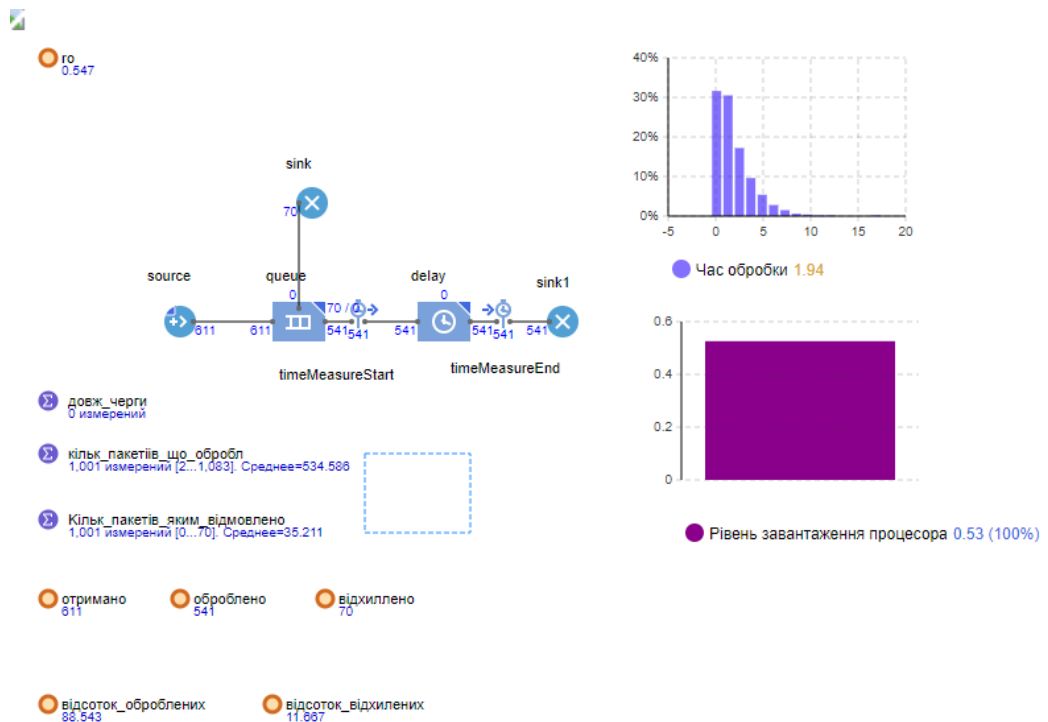 ro
0.547
sink
70
source
queue
delay
sink1
0
70 / 0
0
611
611
541
541
541
541
541
541
timeMeasureStart
timeMeasureEnd
довж_черги
0 измерений
кільк_пакетіів_що_обробл
1,001 измерений [2...1,083]. Среднее=534.586
Кільк_пакетів_яким_відмовлено
1,001 измерений [0...70]. Среднее=35.211
отримано
611
оброблено
541
відхиллено
70
відсоток_оброблених
88.543
відсоток_відхилених
11.667
40%
30%
20%
10%
0%
-5 0 5 10 15 20
Час обробки 1.94
0.6
0.4
0.2
0
Рівень завантаження процесора 0.53 (100%)